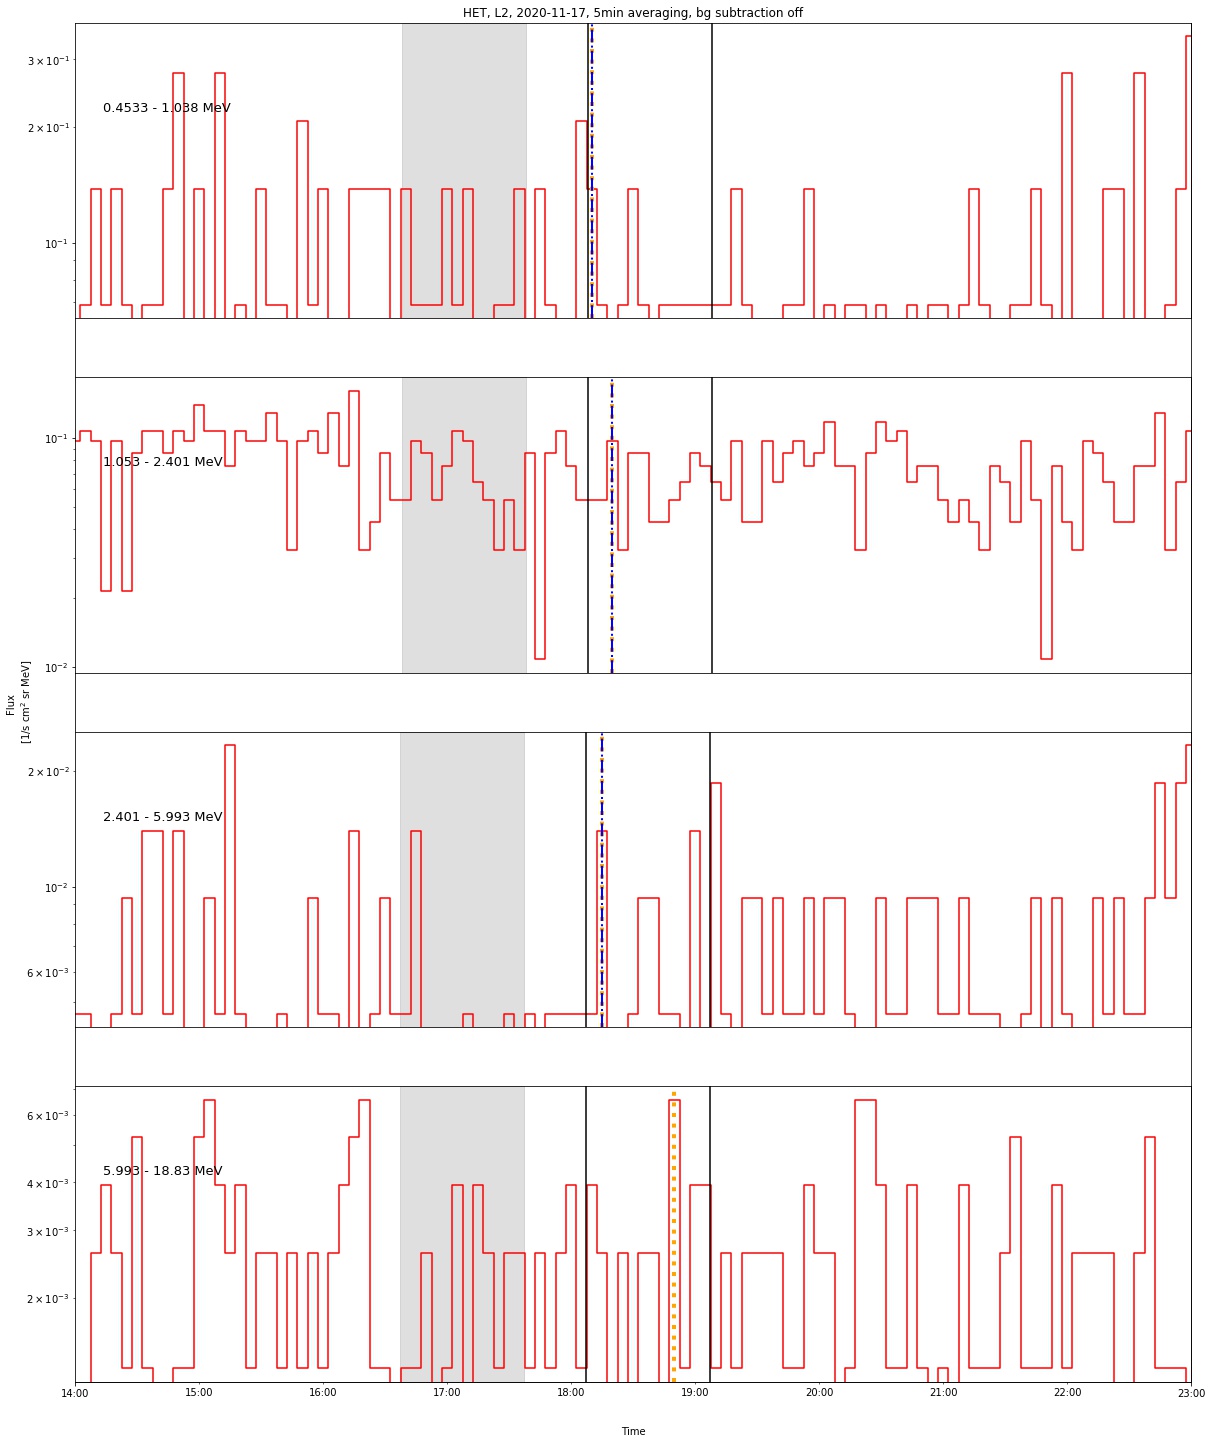 HET, L2, 2020-11-17, 5min averaging, bg subtraction off
3 × 10⁻¹
0.4533 - 1.038 MeV
2 × 10⁻¹
10⁻¹
10⁻¹
1.053 - 2.401 MeV
10⁻²
Flux
[1/s cm² sr MeV]
2 × 10⁻²
2.401 - 5.993 MeV
10⁻²
6 × 10⁻³
6 × 10⁻³
5.993 - 18.83 MeV
4 × 10⁻³
3 × 10⁻³
2 × 10⁻³
14:00 15:00 16:00 17:00 18:00 19:00 20:00 21:00 22:00 23:00
Time